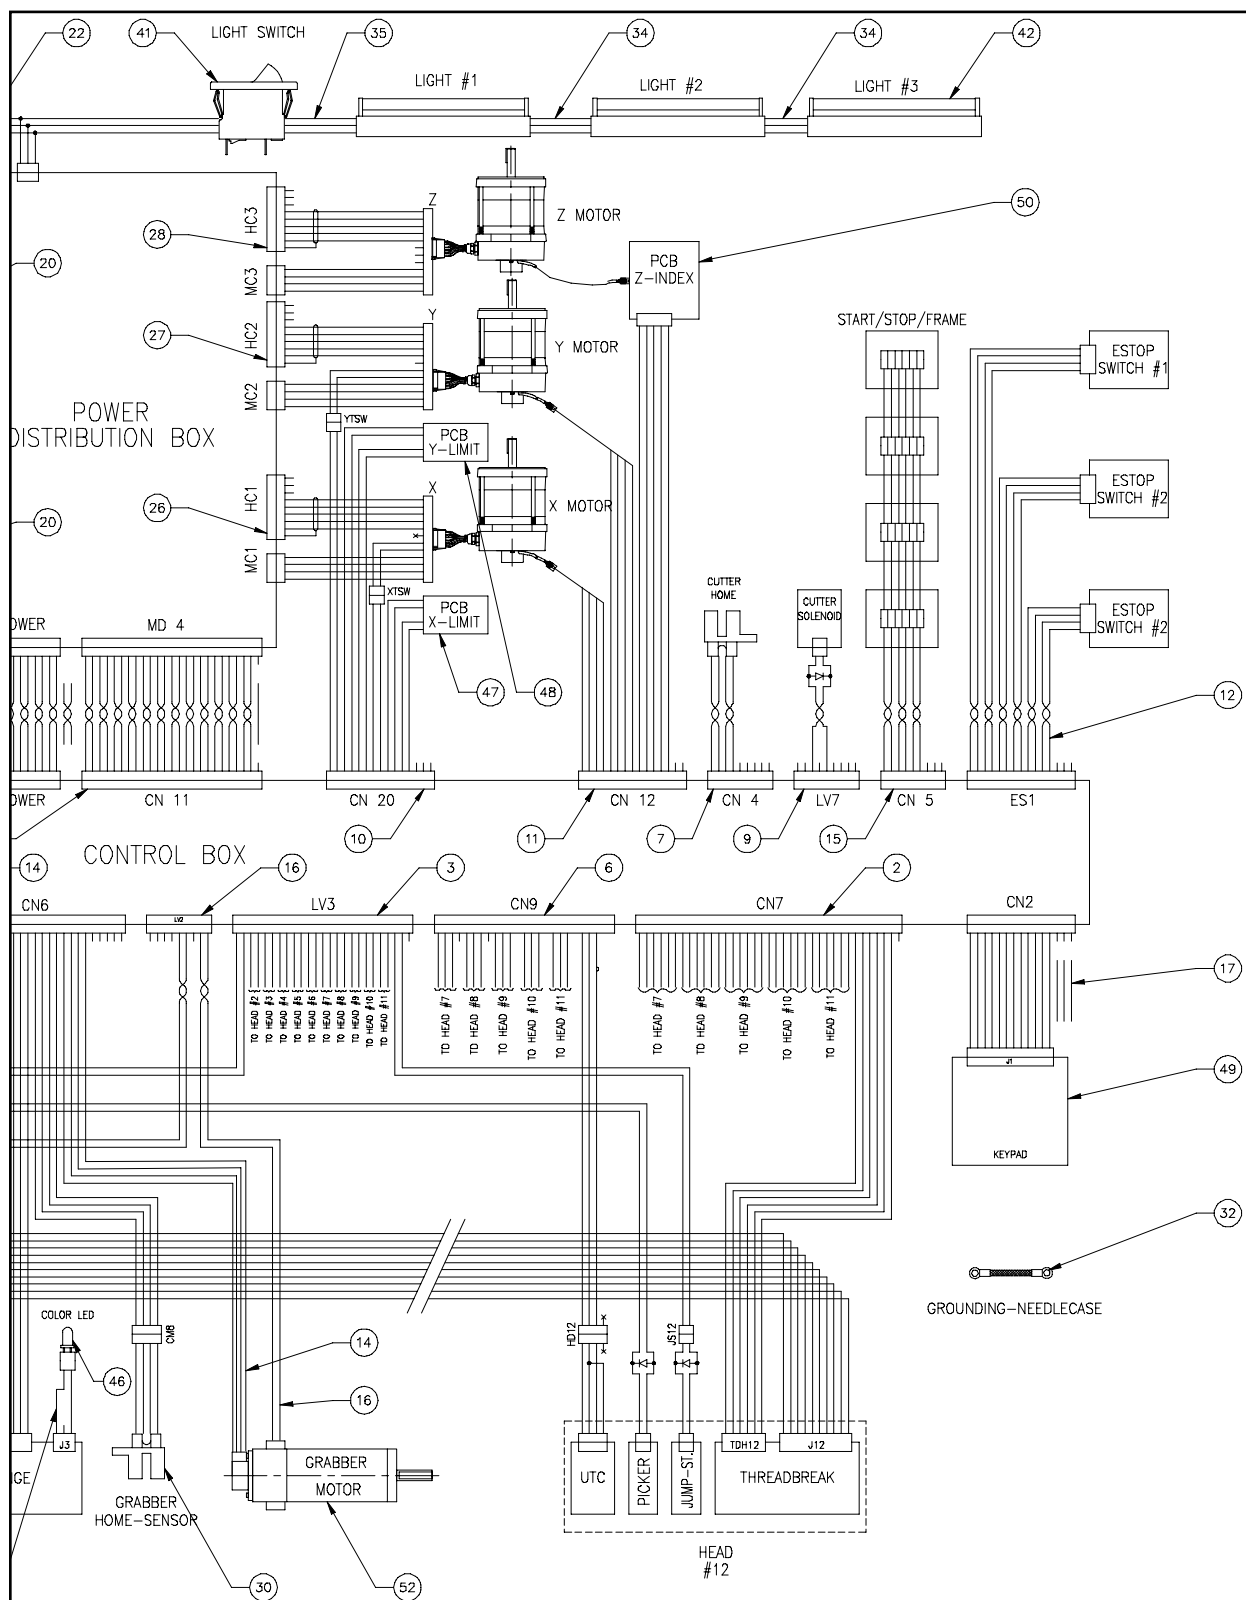 22
41
LIGHT SWITCH
35
34
34
42
LIGHT #1
LIGHT #2
LIGHT #3
HC3
Z
Z MOTOR
50
28
PCB
Z-INDEX
20
MC3
HC2
Y
Y MOTOR
START/STOP/FRAME
27
ESTOP
SWITCH #1
MC2
POWER
DISTRIBUTION BOX
YTSW
PCB
Y-LIMIT
ESTOP
SWITCH #2
HC1
X
X MOTOR
26
20
MC1
XTSW
CUTTER
HOME
CUTTER
SOLENOID
PCB
X-LIMIT
ESTOP
SWITCH #2
OWER
MD 4
47
48
12
OWER
CN 11
CN 20
CN 12
CN 4
LV7
CN 5
ES1
10
11
7
9
15
CONTROL BOX
14
16
3
6
2
CN6
LV2
LV3
CN9
CN7
CN2
17
TO HEAD #2
TO HEAD #3
TO HEAD #4
TO HEAD #5
TO HEAD #6
TO HEAD #7
TO HEAD #8
TO HEAD #9
TO HEAD #10
TO HEAD #11
TO HEAD #7
TO HEAD #8
TO HEAD #9
TO HEAD #10
TO HEAD #11
TO HEAD #7
TO HEAD #8
TO HEAD #9
TO HEAD #10
TO HEAD #11
J1
49
KEYPAD
32
GROUNDING-NEEDLECASE
COLOR LED
CM8
HD12
JS12
14
46
16
J3
TDH12
J12
NGE
GRABBER
MOTOR
UTC
PICKER
JUMP-ST.
THREADBREAK
GRABBER
HOME-SENSOR
HEAD
#12
30
52